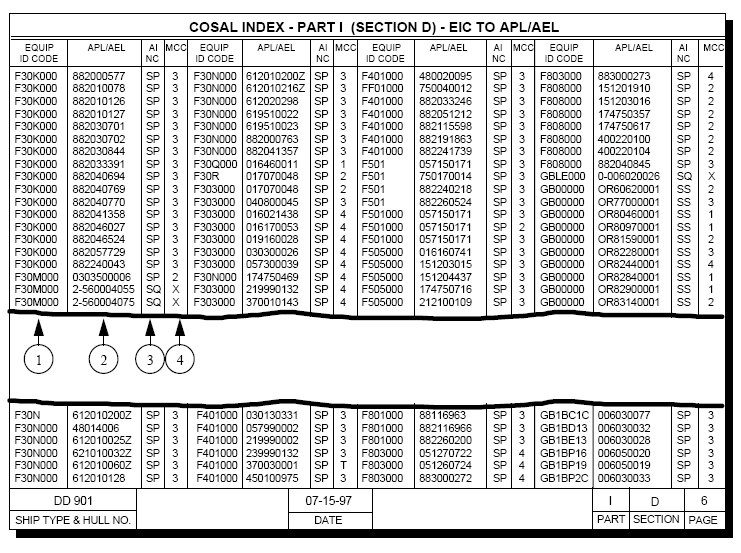 COSAL INDEX - PART I (SECTION D) - EIC TO APL/AEL
EQUIP ID CODE APL/AEL AI NC MCC EQUIP ID CODE APL/AEL AI NC MCC EQUIP ID CODE APL/AEL AI NC MCC EQUIP ID CODE APL/AEL AI NC MCC
F30K000 882000577 SP 3 F30N000 612010200Z SP 3 F401000 480020095 SP 3 F803000 883000273 SP 4
F30K000 882010078 SP 3 F30N000 612010216Z SP 3 FF01000 750040012 SP 3 F808000 151201910 SP 2
F30K000 882010126 SP 3 F30N000 612020298 SP 3 F401000 882033246 SP 3 F808000 151203016 SP 2
F30K000 882010127 SP 3 F30N000 619510022 SP 3 F401000 882051212 SP 3 F808000 174750357 SP 2
F30K000 882030701 SP 3 F30N000 619510023 SP 3 F401000 882115598 SP 3 F808000 174750617 SP 2
F30K000 882030702 SP 3 F30N000 882000763 SP 3 F401000 882191863 SP 3 F808000 400220100 SP 2
F30K000 882030844 SP 3 F30N000 882041357 SP 3 F401000 882241739 SP 3 F808000 400220104 SP 2
F30K000 882033391 SP 3 F30Q000 016460011 SP 1 F501 057150171 SP 3 F808000 882040845 SP 3
F30K000 882040694 SP 3 F30R 017070048 SP 2 F501 750170014 SP 3 GBLE000 0-006020026 SQ X
F30K000 882040769 SP 3 F303000 017070048 SP 2 F501 882240218 SP 3 GB00000 OR60620001 SS 2
F30K000 882040770 SP 3 F303000 040800045 SP 3 F501 882260524 SP 3 GB00000 OR77000001 SS 3
F30K000 882041358 SP 3 F303000 016021438 SP 4 F501000 057150171 SP 3 GB00000 OR80460001 SS 1
F30K000 882046027 SP 3 F303000 016170053 SP 4 F501000 057150171 SP 2 GB00000 OR80970001 SS 1
F30K000 882046524 SP 3 F303000 019160028 SP 4 F501000 057150171 SP 3 GB00000 OR81590001 SS 2
F30K000 882057729 SP 3 F303000 030300026 SP 4 F505000 016160741 SP 3 GB00000 OR82280001 SS 3
F30K000 882240043 SP 3 F303000 057300039 SP 4 F505000 151203015 SP 3 GB00000 OR82440001 SS 1
F30M000 0303500006 SP 2 F30N000 174750469 SP 4 F505000 151204437 SP 3 GB00000 OR82840001 SS 1
F30M000 2-560004055 SQ X F303000 219990132 SP 4 F505000 174750716 SP 3 GB00000 OR82900001 SS 1
F30M000 2-560004075 SQ X F303000 370010143 SP 4 F505000 212100109 SP 3 GB00000 OR83140001 SS 2
1 2 3 4
F30N 612010200Z SP 3 F401000 030130331 SP 3 F801000 88116963 SP 3 GB1BC1C 006030077 SP 3
F30N000 48014006 SP 3 F401000 057990002 SP 3 F801000 882116966 SP 3 GB1BD13 006030032 SP 3
F30N000 612010025Z SP 3 F401000 219990002 SP 3 F801000 882260200 SP 3 GB1BE13 006030028 SP 3
F30N000 621010032Z SP 3 F401000 239990132 SP 3 F803000 051270722 SP 4 GB1BP16 006050020 SP 3
F30N000 612010060Z SP 3 F401000 370030001 SP T F803000 051260724 SP 4 GB1BP19 006050019 SP 3
F30N000 612010128 SP 3 F401000 450100975 SP 3 F803000 883000272 SP 4 GB1BP2C 006030033 SP 3
DD 901 07-15-97 I D 6
SHIP TYPE & HULL NO. DATE PART SECTION PAGE